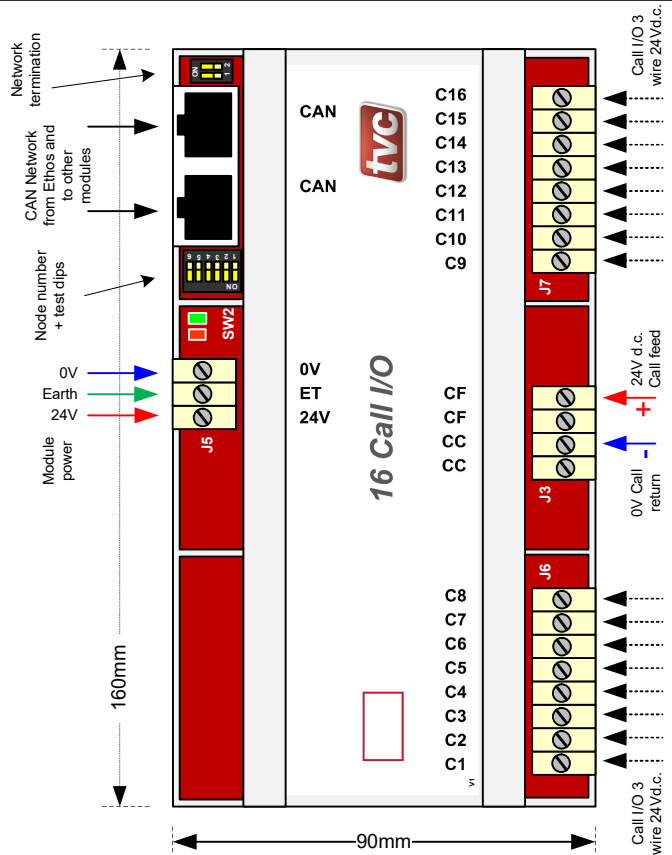 Network
termination
CAN Network
from Ethos and
to other
modules
Node number
+ test dips
0V
Earth
24V
Module
power
160mm
90mm
ON
1 2
1 2 3 4 5 6
ON
SW2
J5
CAN
CAN
tvc
0V
ET
24V
16 Call I/O
C16
C15
C14
C13
C12
C11
C10
C9
CF
CF
CC
CC
C8
C7
C6
C5
C4
C3
C2
C1
V1
J7
J3
J6
Call I/O 3
wire 24Vd.c.
24V d.c.
Call feed
+
-
0V Call
return
Call I/O 3
wire 24Vd.c.